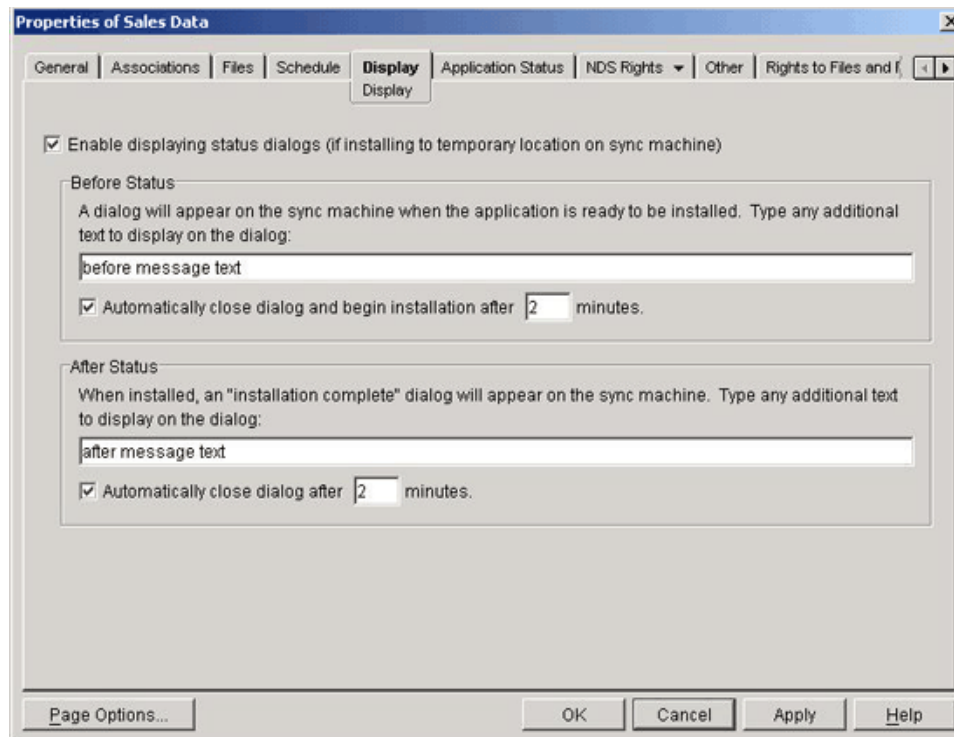 Properties of Sales Data
General Associations Files Schedule Display Application Status NDS Rights Other Rights to Files and
Display
Enable displaying status dialogs (if installing to temporary location on sync machine)
Before Status
A dialog will appear on the sync machine when the application is ready to be installed. Type any additional
text to display on the dialog:
before message text
Automatically close dialog and begin installation after 2 minutes.
After Status
When installed, an "installation complete" dialog will appear on the sync machine. Type any additional text
to display on the dialog:
after message text
Automatically close dialog after 2 minutes.
Page Options... OK Cancel Apply Help